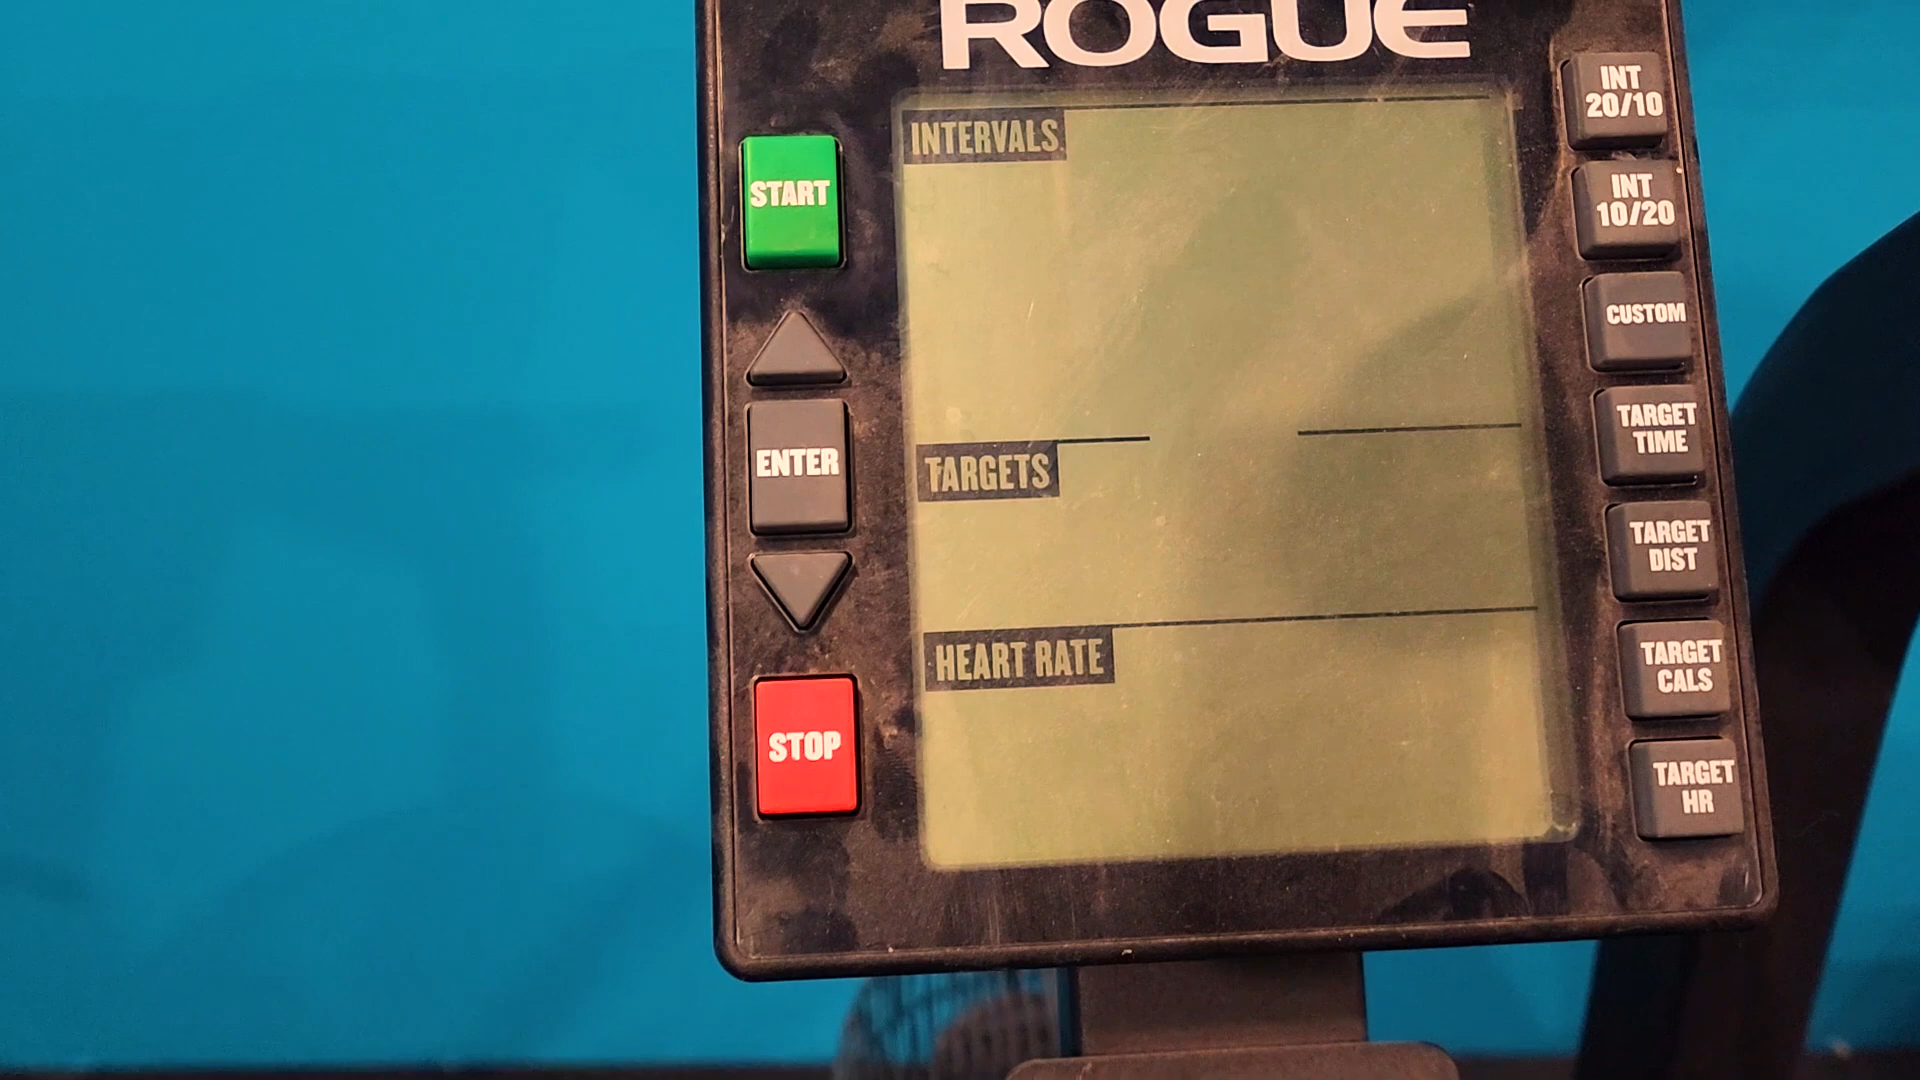 ROGUE
INTERVALS
START
ENTER
STOP
TARGETS
HEART RATE
INT
20/10
INT
10/20
CUSTOM
TARGET
TIME
TARGET
DIST
TARGET
CALS
TARGET
HR